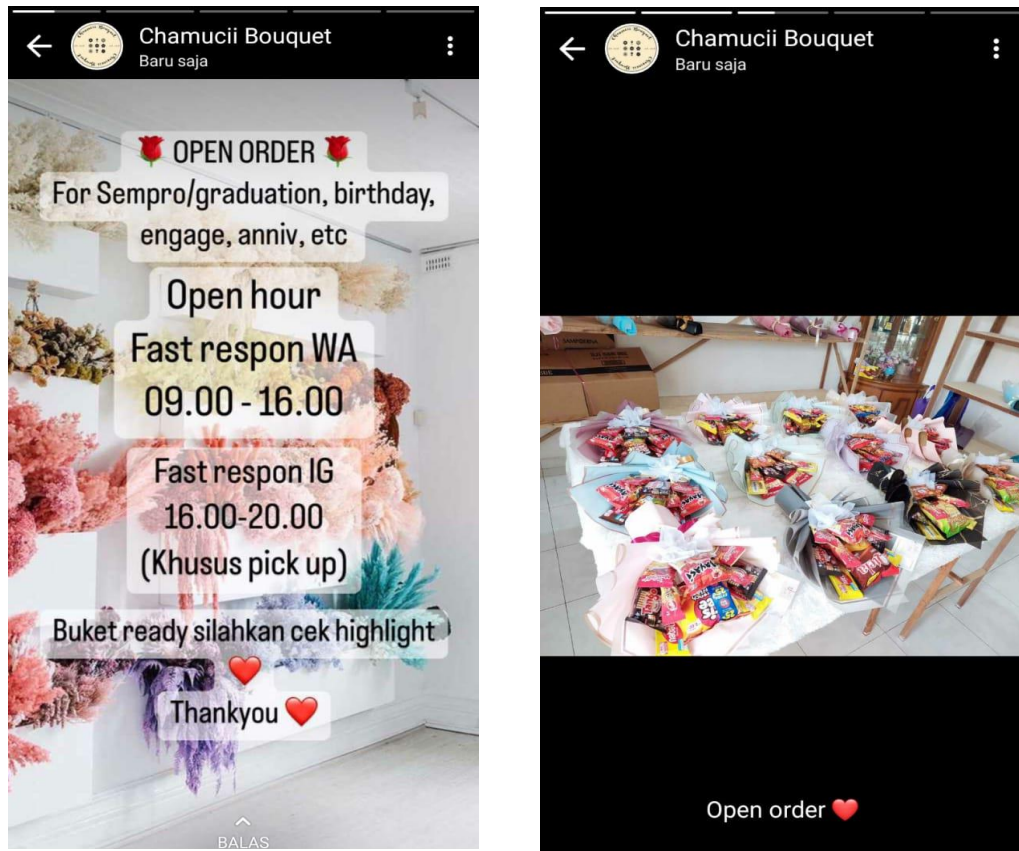 Chamucii Bouquet
Baru saja
🌹 OPEN ORDER 🌹
For Sempro/graduation, birthday,
engage, anniv, etc
Open hour
Fast respon WA
09.00 - 16.00
Fast respon IG
16.00-20.00
(Khusus pick up)
Buket ready silahkan cek highlight
❤️
Thankyou ❤️
BALAS
Chamucii Bouquet
Baru saja
Open order ❤️